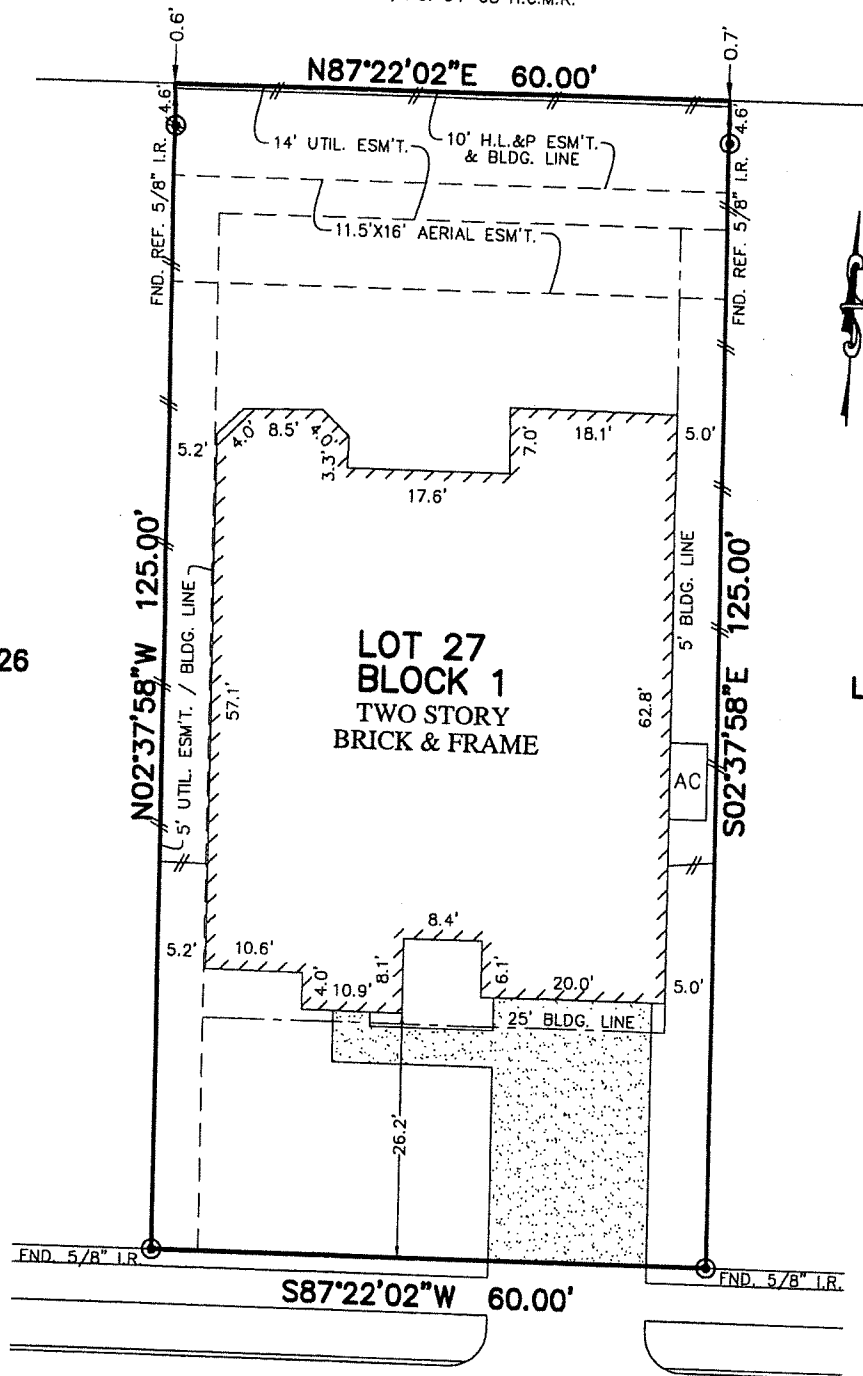 0.6'
0.7'
N87°22'02"E 60.00'
4.6'
4.6'
14' UTIL. ESM'T.
10' H.L.&P ESM'T.
& BLDG. LINE
FND. REF. 5/8" I.R.
FND. REF. 5/8" I.R.
11.5'X16' AERIAL ESM'T.
4.0'
8.5'
4.0'
3.3'
17.6'
7.0'
18.1'
5.2'
5.0'
N02°37'58"W 125.00'
5' UTIL. ESM'T. / BLDG. LINE
57.1'
26
LOT 27
BLOCK 1
TWO STORY
BRICK & FRAME
62.8'
5' BLDG. LINE
S02°37'58"E 125.00'
AC
5.2'
10.6'
4.0'
10.9'
8.1'
8.4'
6.1'
20.0'
5.0'
25' BLDG. LINE
26.2'
FND. 5/8" I.R.
FND. 5/8" I.R.
S87°22'02"W 60.00'